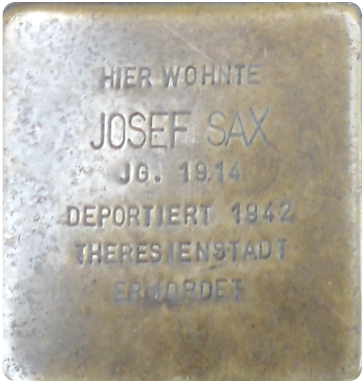 HIER WOHNTE
JOSEF SAX
JG. 1914
DEPORTIERT 1942
THERESIENSTADT
ERMORDET